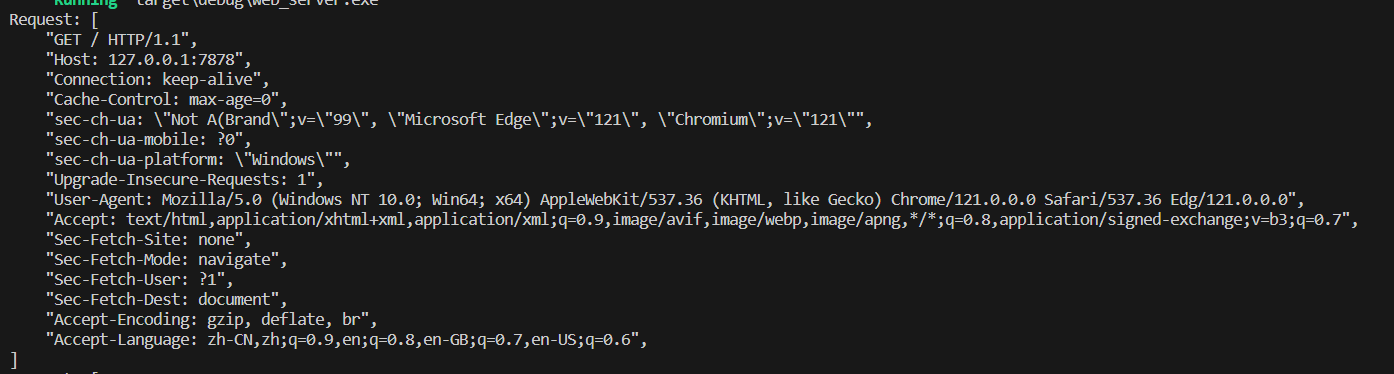 Running target\debug\web_server.exe
Request: [
    "GET / HTTP/1.1",
    "Host: 127.0.0.1:7878",
    "Connection: keep-alive",
    "Cache-Control: max-age=0",
    "sec-ch-ua: \"Not A(Brand\";v=\"99\", \"Microsoft Edge\";v=\"121\", \"Chromium\";v=\"121\"",
    "sec-ch-ua-mobile: ?0",
    "sec-ch-ua-platform: \"Windows\"",
    "Upgrade-Insecure-Requests: 1",
    "User-Agent: Mozilla/5.0 (Windows NT 10.0; Win64; x64) AppleWebKit/537.36 (KHTML, like Gecko) Chrome/121.0.0.0 Safari/537.36 Edg/121.0.0.0",
    "Accept: text/html,application/xhtml+xml,application/xml;q=0.9,image/avif,image/webp,image/apng,*/*;q=0.8,application/signed-exchange;v=b3;q=0.7",
    "Sec-Fetch-Site: none",
    "Sec-Fetch-Mode: navigate",
    "Sec-Fetch-User: ?1",
    "Sec-Fetch-Dest: document",
    "Accept-Encoding: gzip, deflate, br",
    "Accept-Language: zh-CN,zh;q=0.9,en;q=0.8,en-GB;q=0.7,en-US;q=0.6",
]